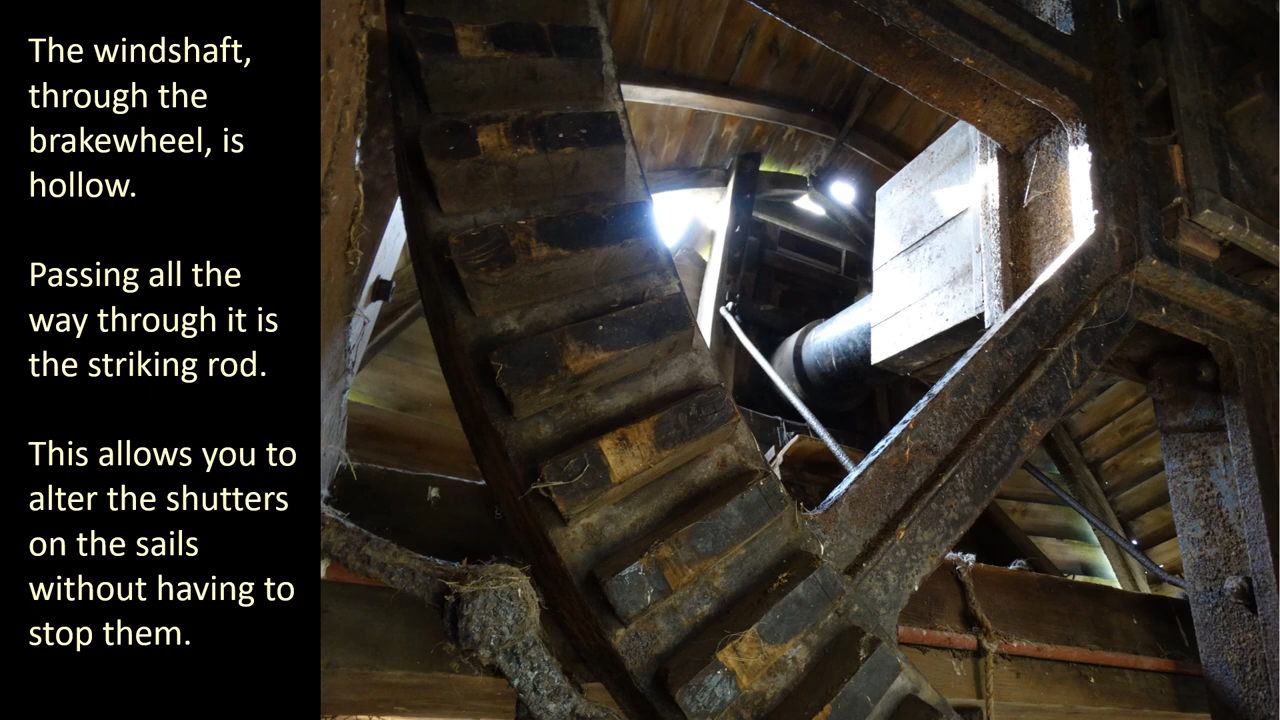 The windshaft,
through the
brakewheel, is
hollow.
Passing all the
way through it is
the striking rod.
This allows you to
alter the shutters
on the sails
without having to
stop them.